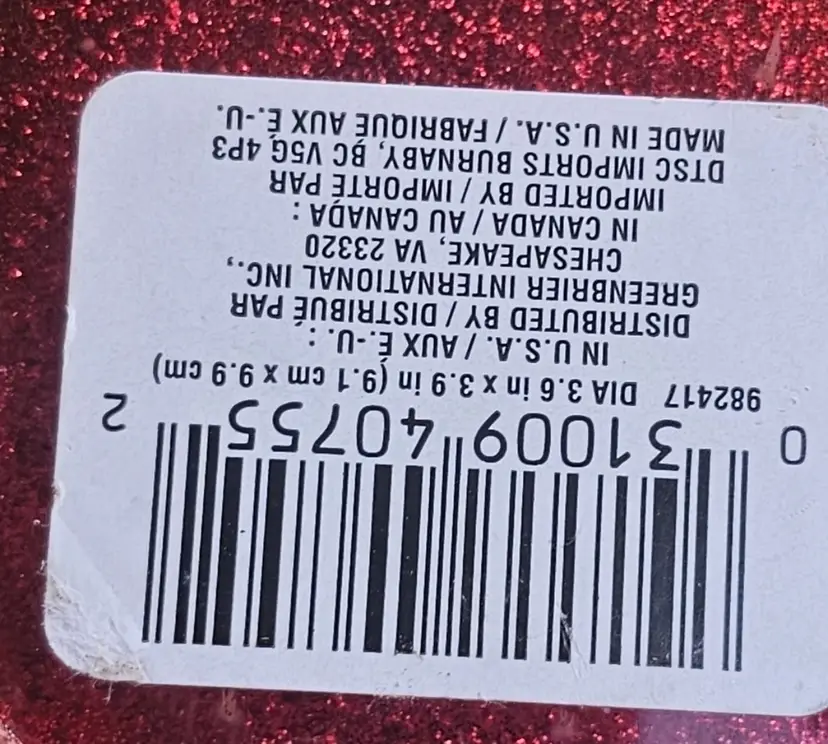 0 31009 40755 2
982417 DIA 3.6 in x 3.9 in (9.1 cm x 9.9 cm)
IN U.S.A. / AUX É.-U. :
DISTRIBUTED BY / DISTRIBUÉ PAR
GREENBRIER INTERNATIONAL INC.,
CHESAPEAKE, VA 23320
IN CANADA / AU CANADA :
IMPORTED BY / IMPORTÉ PAR
DTSC IMPORTS BURNABY, BC V5G 4P3
MADE IN U.S.A. / FABRIQUÉ AUX É.-U.